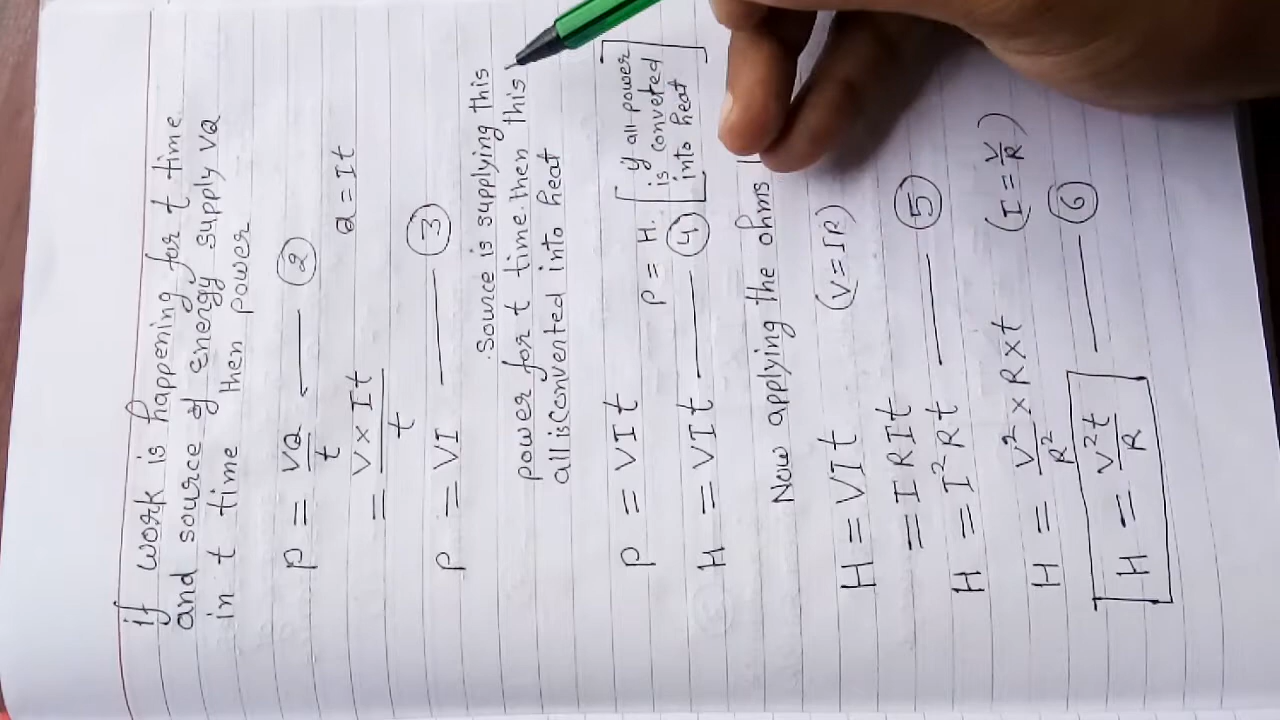 if work is happening for t time
and source of energy supply VQ
in t time then power
P = VQ/t —— ②
= V × It/t Q = It
P = VI —— ③
. Source is supplying this
power for t time. then this
all is converted into heat
P = VIt P = H. [if all power is converted into heat]
H = VIt —— ④
Now applying the ohms
H = VIt (V = IR)
= IRIt —— ⑤
H = I²Rt
H = V²/R² × R × t (I = V/R)
H = V²t/R —— ⑥